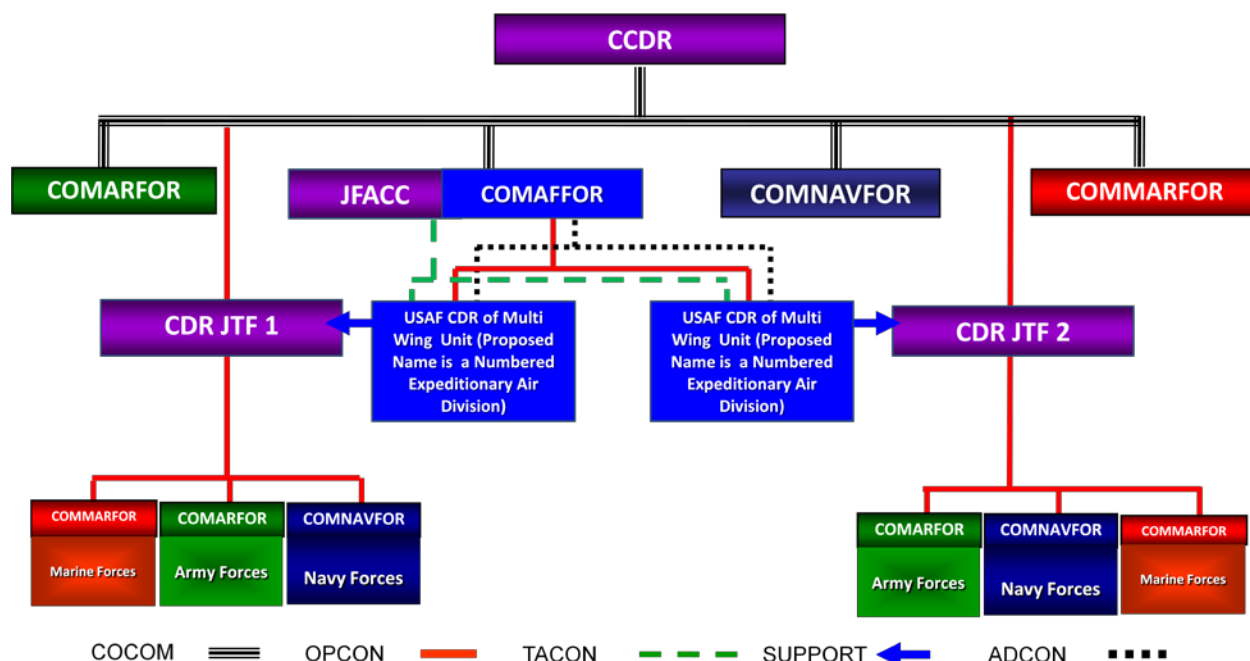 CCDR
COMARFOR
JFACC
COMAFFOR
COMNAVFOR
COMMARFOR
CDR JTF 1
USAF CDR of Multi
Wing Unit (Proposed
Name is a Numbered
Expeditionary Air
Division)
USAF CDR of Multi
Wing Unit (Proposed
Name is a Numbered
Expeditionary Air
Division)
CDR JTF 2
COMMARFOR
COMARFOR
COMNAVFOR
Marine Forces
Army Forces
Navy Forces
COMARFOR
COMNAVFOR
COMMARFOR
Army Forces
Navy Forces
Marine Forces
COCOM
OPCON
TACON
SUPPORT
ADCON